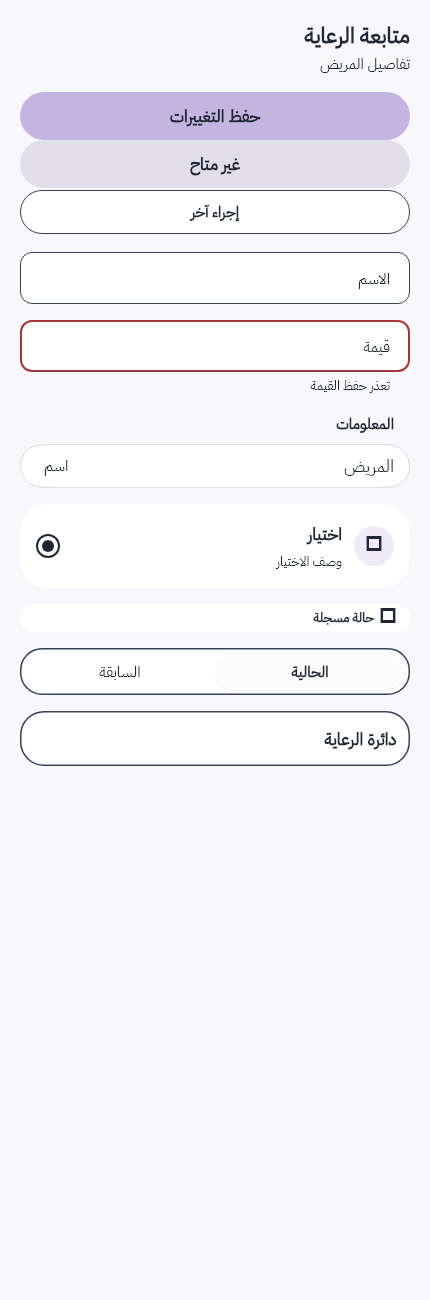 متابعة الرعاية
تفاصيل المريض
حفظ التغييرات
غير متاح
إجراء آخر
الاسم
قيمة
تعذر حفظ القيمة
المعلومات
المريض اسم
اختيار
وصف الاختيار
حالة مسجلة
الحالية السابقة
دائرة الرعاية